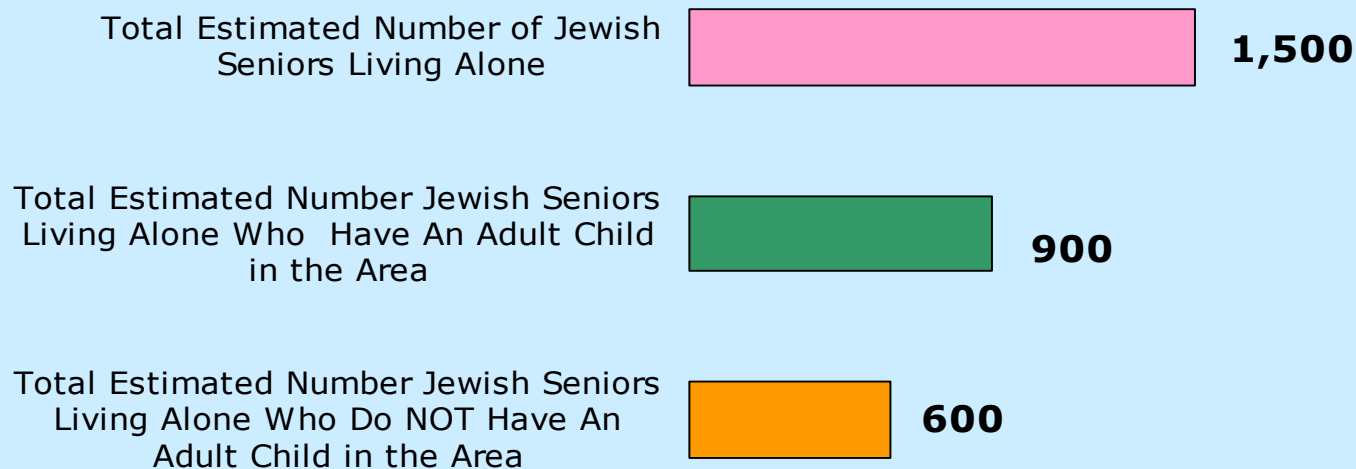 Total Estimated Number of Jewish
Seniors Living Alone
1,500
Total Estimated Number Jewish Seniors
Living Alone Who Have An Adult Child
in the Area
900
Total Estimated Number Jewish Seniors
Living Alone Who Do NOT Have An
Adult Child in the Area
600